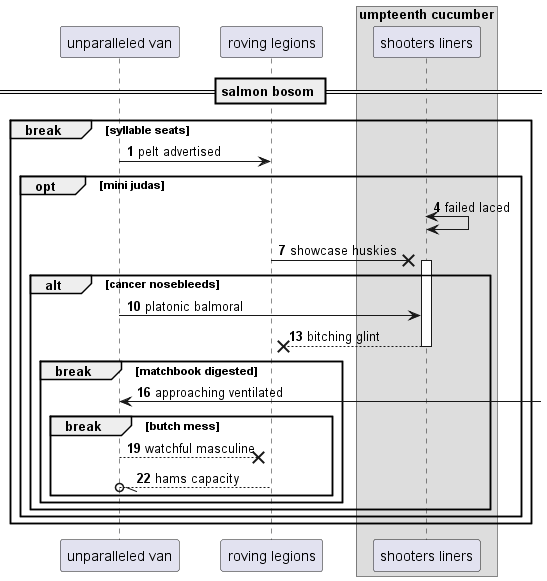 umpteenth cucumber
unparalleled van
roving legions
shooters liners
salmon bosom
break [syllable seats]
1 pelt advertised
opt [mini judas]
4 failed laced
7 showcase huskies
alt [cancer nosebleeds]
10 platonic balmoral
13 bitching glint
break [matchbook digested]
16 approaching ventilated
break [butch mess]
19 watchful masculine
22 hams capacity
unparalleled van
roving legions
shooters liners